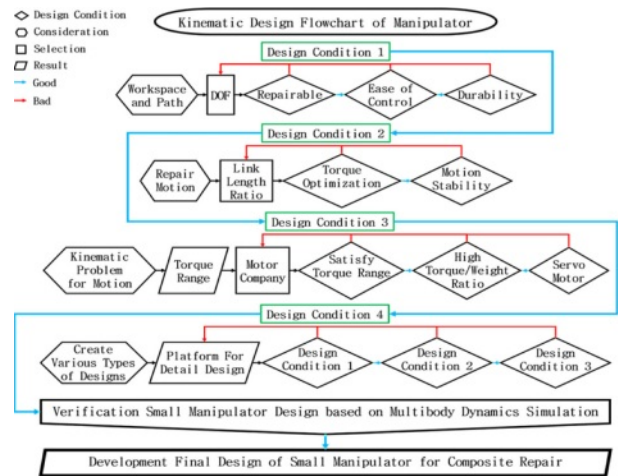 Kinematic Design Flowchart of Manipulator
Design Condition
Consideration
Selection
Result
Good
Bad
Design Condition 1
Workspace
and Path
DOF
Repairable
Ease of
Control
Durability
Design Condition 2
Repair
Motion
Link
Length
Ratio
Torque
Optimization
Motion
Stability
Design Condition 3
Kinematic
Problem
for Motion
Torque
Range
Motor
Company
Satisfy
Torque Range
High
Torque/Weight
Ratio
Servo
Motor
Design Condition 4
Create
Various Types
of Designs
Platform For
Detail Design
Design
Condition 1
Design
Condition 2
Design
Condition 3
Verification Small Manipulator Design based on Multibody Dynamics Simulation
Development Final Design of Small Manipulator for Composite Repair